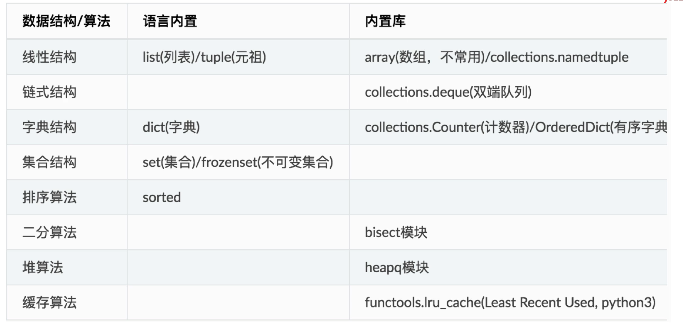 数据结构/算法 语言内置 内置库
线性结构 list(列表)/tuple(元祖) array(数组，不常用)/collections.namedtuple
链式结构 collections.deque(双端队列)
字典结构 dict(字典) collections.Counter(计数器)/OrderedDict(有序字典
集合结构 set(集合)/frozenset(不可变集合)
排序算法 sorted
二分算法 bisect模块
堆算法 heapq模块
缓存算法 functools.lru_cache(Least Recent Used, python3)